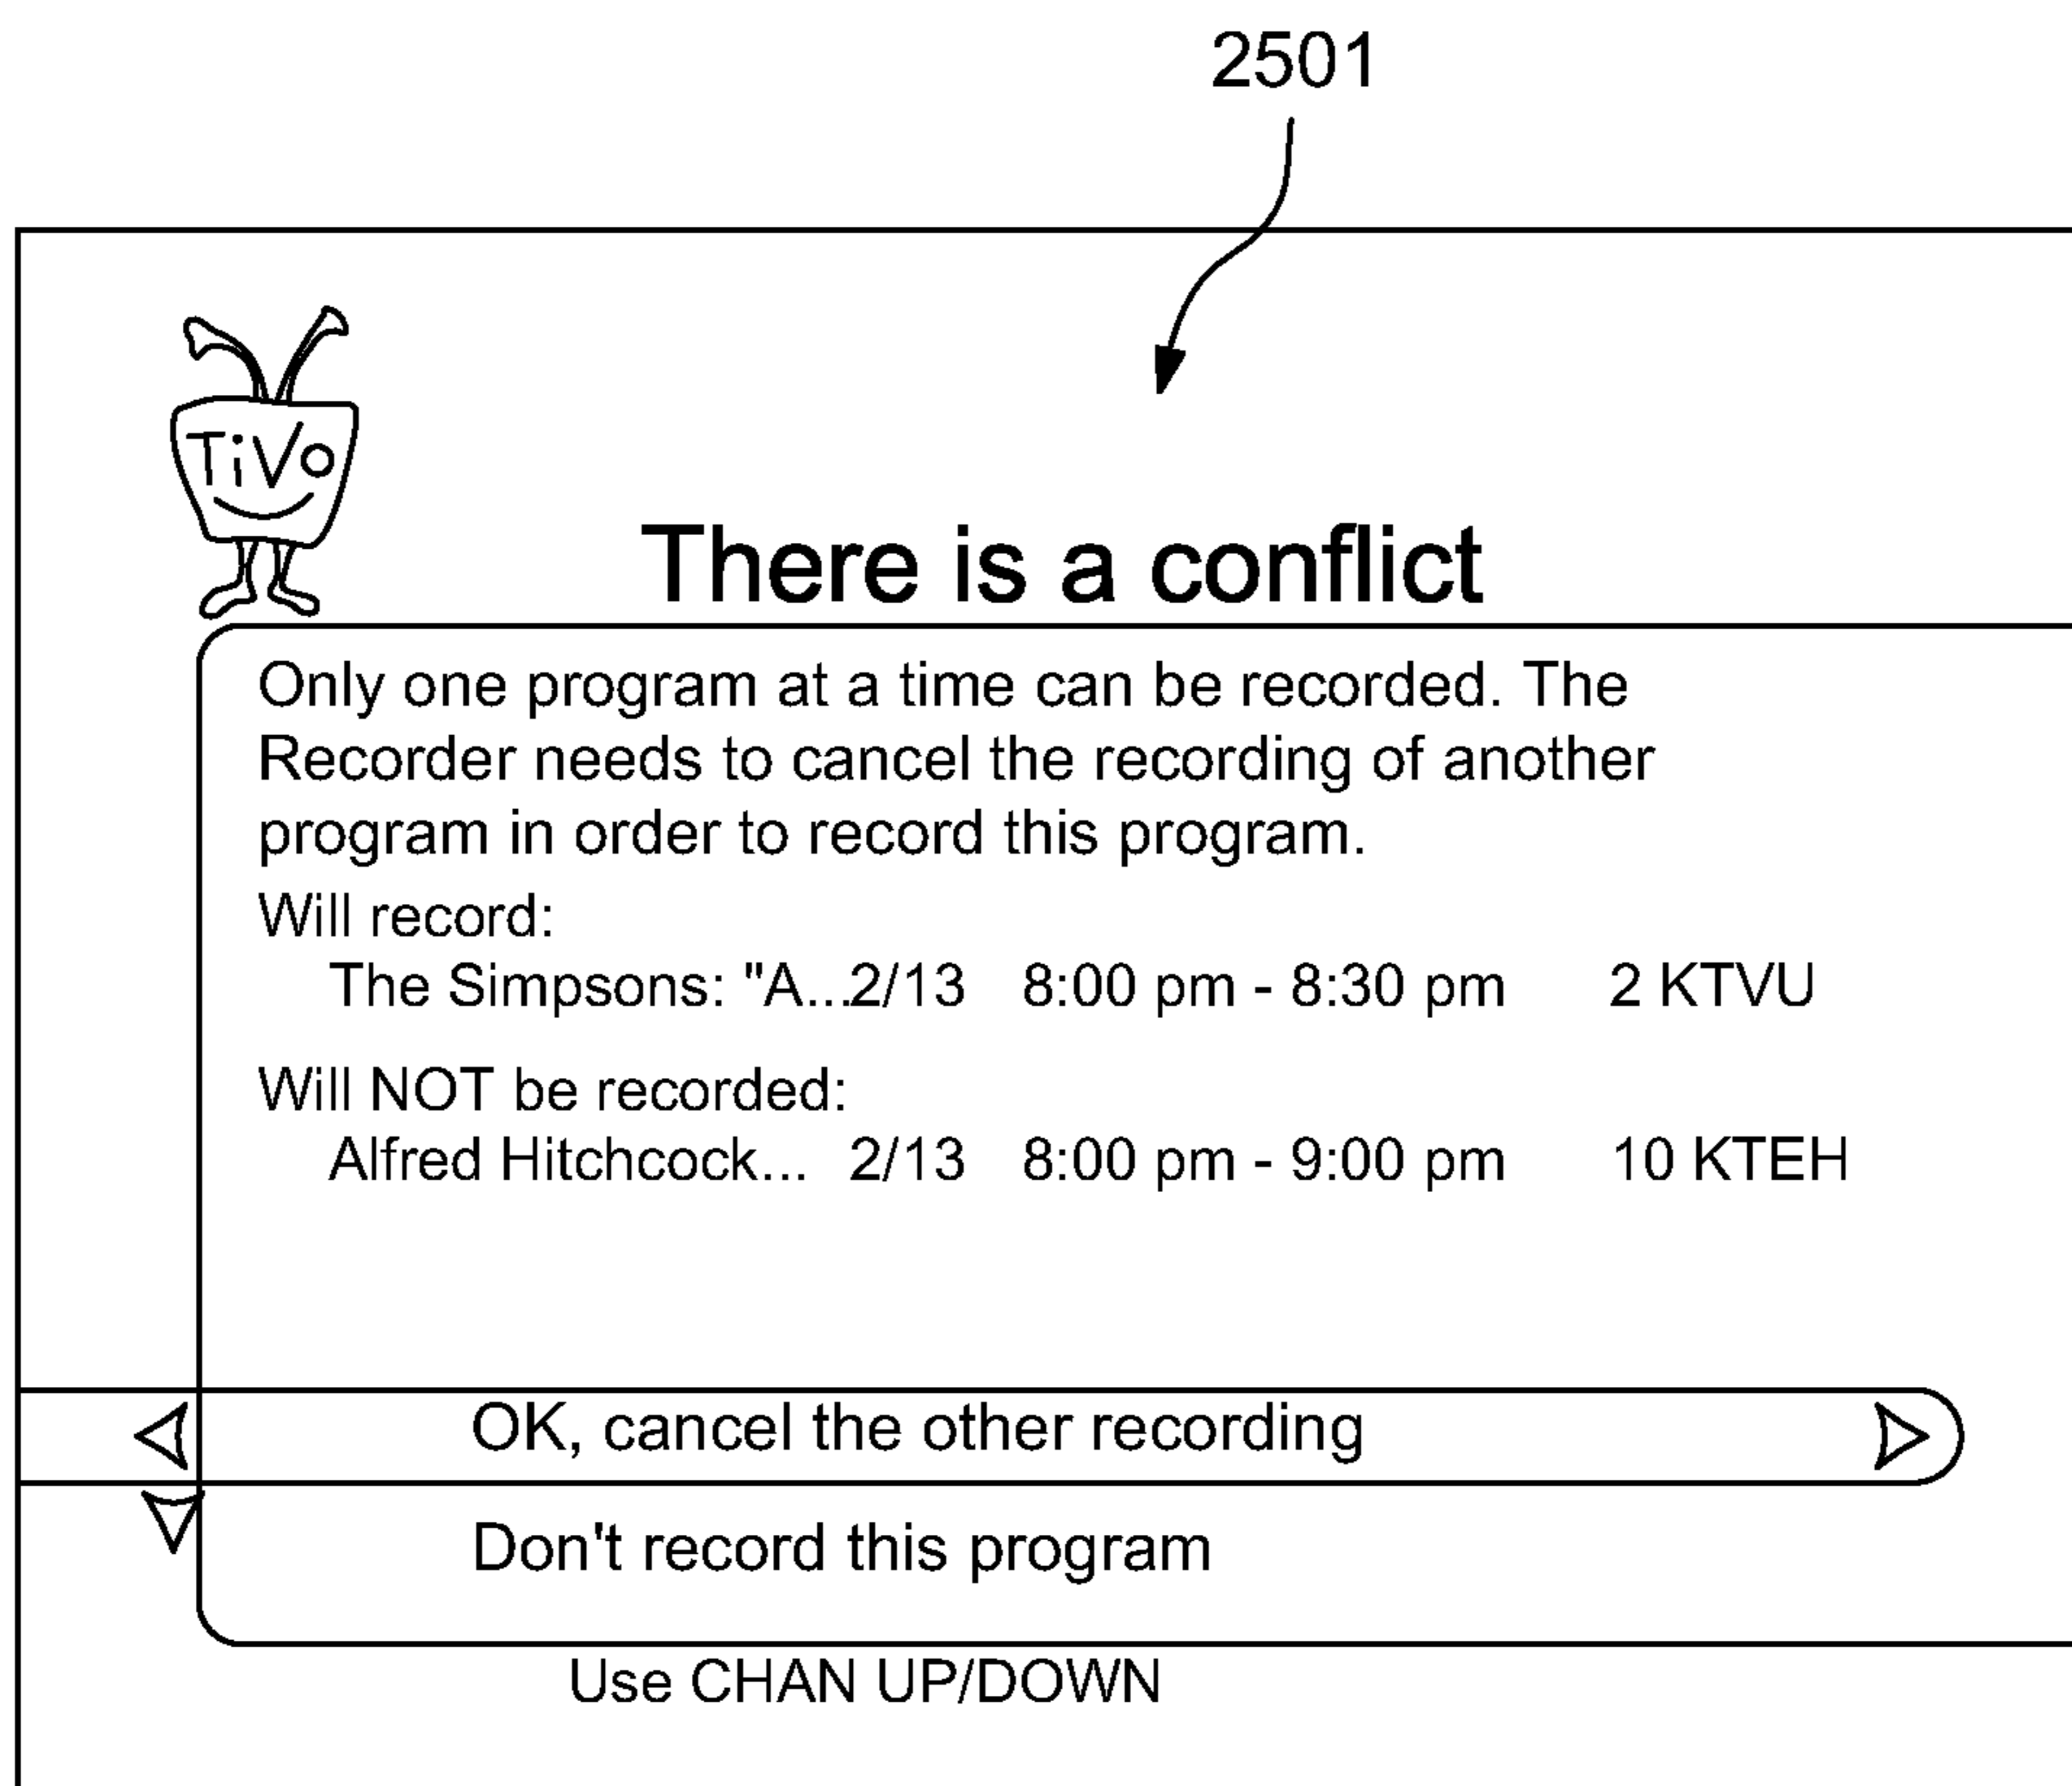 2501
TiVo
There is a conflict
Only one program at a time can be recorded. The
Recorder needs to cancel the recording of another
program in order to record this program.
Will record:
The Simpsons: "A...2/13 8:00 pm - 8:30 pm 2 KTVU
Will NOT be recorded:
Alfred Hitchcock... 2/13 8:00 pm - 9:00 pm 10 KTEH
OK, cancel the other recording
Don't record this program
Use CHAN UP/DOWN